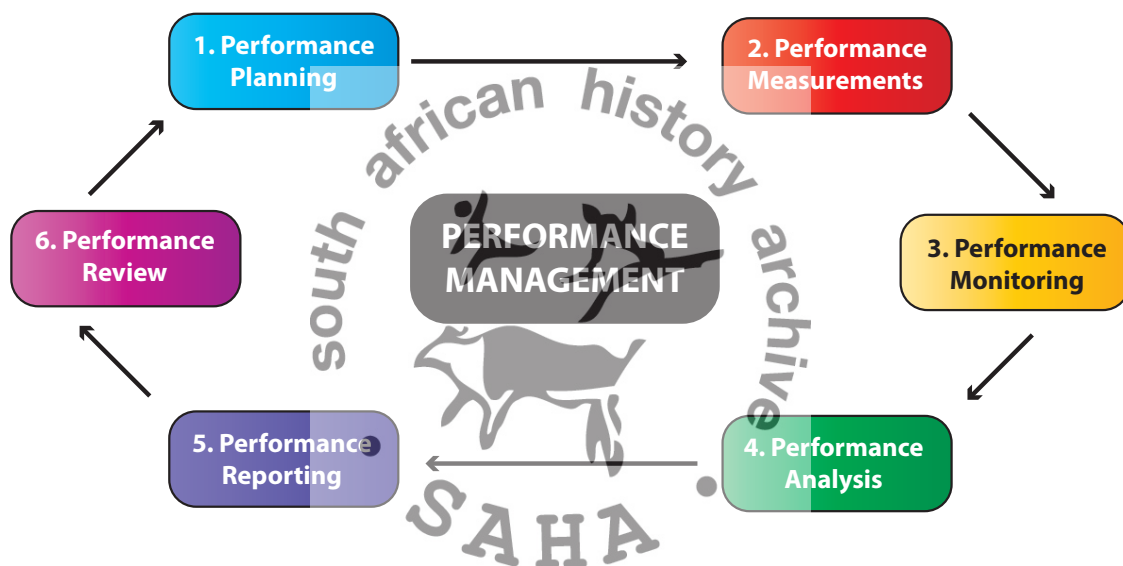 1. Performance
Planning
2. Performance
Measurements
3. Performance
Monitoring
4. Performance
Analysis
5. Performance
Reporting
6. Performance
Review
PERFORMANCE
MANAGEMENT
south african history archive
SAHA